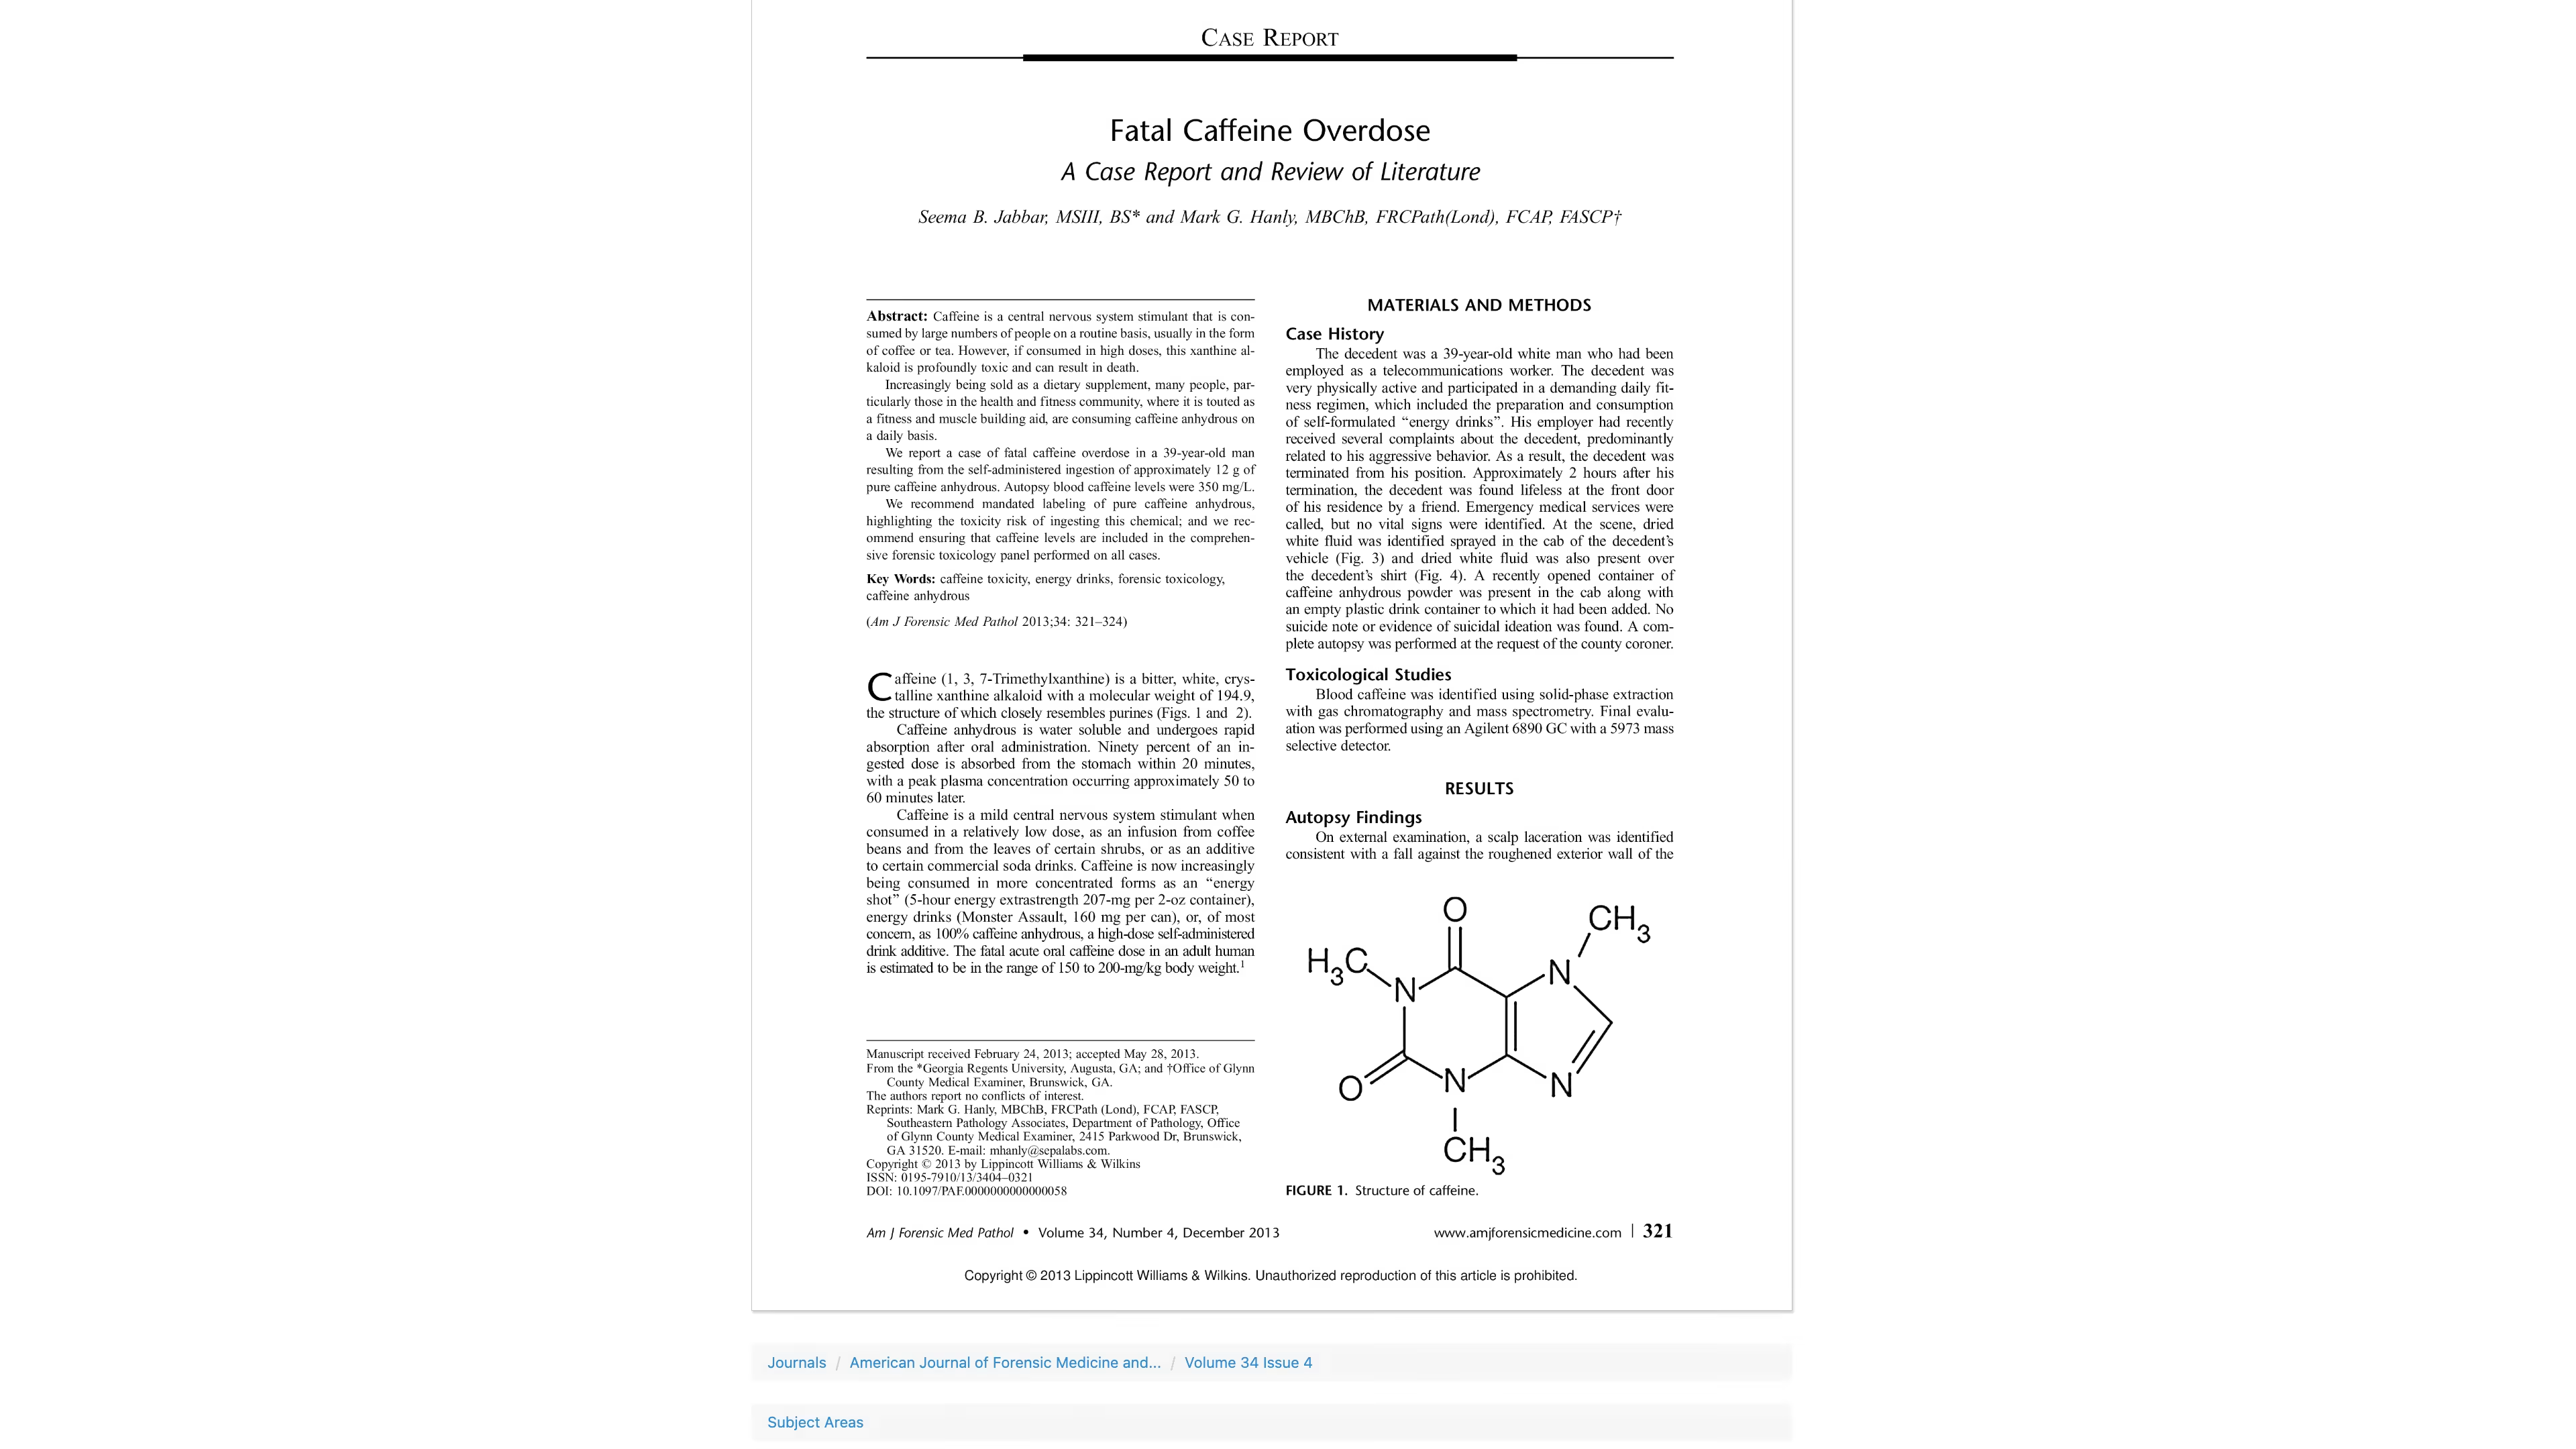 CASE REPORT
Fatal Caffeine Overdose
A Case Report and Review of Literature
Seema B. Jabbar, MSIII, BS* and Mark G. Hanly, MBChB, FRCPath(Lond), FCAP, FASCP†
Abstract: Caffeine is a central nervous system stimulant that is con-
sumed by large numbers of people on a routine basis, usually in the form
of coffee or tea. However, if consumed in high doses, this xanthine al-
kaloid is profoundly toxic and can result in death.
Increasingly being sold as a dietary supplement, many people, par-
ticularly those in the health and fitness community, where it is touted as
a fitness and muscle building aid, are consuming caffeine anhydrous on
a daily basis.
We report a case of fatal caffeine overdose in a 39-year-old man
resulting from the self-administered ingestion of approximately 12 g of
pure caffeine anhydrous. Autopsy blood caffeine levels were 350 mg/L.
We recommend mandated labeling of pure caffeine anhydrous,
highlighting the toxicity risk of ingesting this chemical; and we rec-
ommend ensuring that caffeine levels are included in the comprehen-
sive forensic toxicology panel performed on all cases.
Key Words: caffeine toxicity, energy drinks, forensic toxicology,
caffeine anhydrous
(Am J Forensic Med Pathol 2013;34: 321–324)
Caffeine (1, 3, 7-Trimethylxanthine) is a bitter, white, crys-
talline xanthine alkaloid with a molecular weight of 194.9,
the structure of which closely resembles purines (Figs. 1 and 2).
Caffeine anhydrous is water soluble and undergoes rapid
absorption after oral administration. Ninety percent of an in-
gested dose is absorbed from the stomach within 20 minutes,
with a peak plasma concentration occurring approximately 50 to
60 minutes later.
Caffeine is a mild central nervous system stimulant when
consumed in a relatively low dose, as an infusion from coffee
beans and from the leaves of certain shrubs, or as an additive
to certain commercial soda drinks. Caffeine is now increasingly
being consumed in more concentrated forms as an “energy
shot” (5-hour energy extrastrength 207-mg per 2-oz container),
energy drinks (Monster Assault, 160 mg per can), or, of most
concern, as 100% caffeine anhydrous, a high-dose self-administered
drink additive. The fatal acute oral caffeine dose in an adult human
is estimated to be in the range of 150 to 200-mg/kg body weight.1
Manuscript received February 24, 2013; accepted May 28, 2013.
From the *Georgia Regents University, Augusta, GA; and †Office of Glynn
County Medical Examiner, Brunswick, GA.
The authors report no conflicts of interest.
Reprints: Mark G. Hanly, MBChB, FRCPath (Lond), FCAP, FASCP,
Southeastern Pathology Associates, Department of Pathology, Office
of Glynn County Medical Examiner, 2415 Parkwood Dr, Brunswick,
GA 31520. E-mail: mhanly@sepalabs.com.
Copyright © 2013 by Lippincott Williams & Wilkins
ISSN: 0195-7910/13/3404–0321
DOI: 10.1097/PAF.0000000000000058
MATERIALS AND METHODS
Case History
The decedent was a 39-year-old white man who had been
employed as a telecommunications worker. The decedent was
very physically active and participated in a demanding daily fit-
ness regimen, which included the preparation and consumption
of self-formulated “energy drinks”. His employer had recently
received several complaints about the decedent, predominantly
related to his aggressive behavior. As a result, the decedent was
terminated from his position. Approximately 2 hours after his
termination, the decedent was found lifeless at the front door
of his residence by a friend. Emergency medical services were
called, but no vital signs were identified. At the scene, dried
white fluid was identified sprayed in the cab of the decedent’s
vehicle (Fig. 3) and dried white fluid was also present over
the decedent’s shirt (Fig. 4). A recently opened container of
caffeine anhydrous powder was present in the cab along with
an empty plastic drink container to which it had been added. No
suicide note or evidence of suicidal ideation was found. A com-
plete autopsy was performed at the request of the county coroner.
Toxicological Studies
Blood caffeine was identified using solid-phase extraction
with gas chromatography and mass spectrometry. Final evalu-
ation was performed using an Agilent 6890 GC with a 5973 mass
selective detector.
RESULTS
Autopsy Findings
On external examination, a scalp laceration was identified
consistent with a fall against the roughened exterior wall of the
O
CH3
H3C
N
N
O
N
N
CH3
FIGURE 1. Structure of caffeine.
Am J Forensic Med Pathol • Volume 34, Number 4, December 2013
www.amjforensicmedicine.com | 321
Copyright © 2013 Lippincott Williams & Wilkins. Unauthorized reproduction of this article is prohibited.
Journals / American Journal of Forensic Medicine and... / Volume 34 Issue 4
Subject Areas